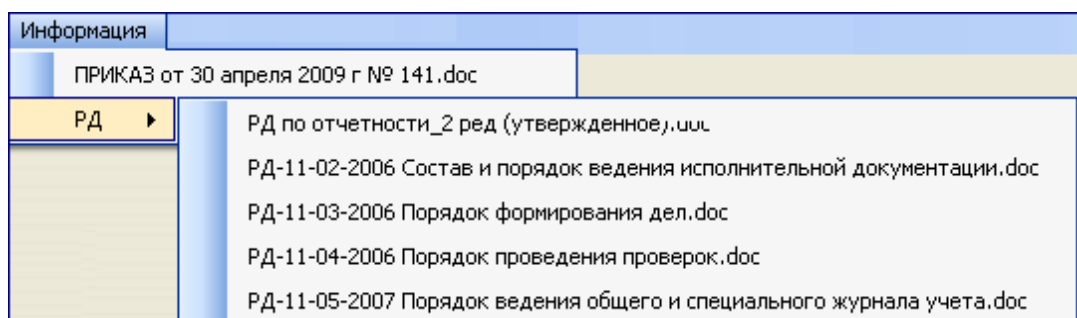 Информация
ПРИКАЗ от 30 апреля 2009 г № 141.doc
РД
РД по отчетности_2 ред (утвержденное)
РД-11-02-2006 Состав и порядок ведения исполнительной документации.doc
РД-11-03-2006 Порядок формирования дел.doc
РД-11-04-2006 Порядок проведения проверок.doc
РД-11-05-2007 Порядок ведения общего и специального журнала учета.doc